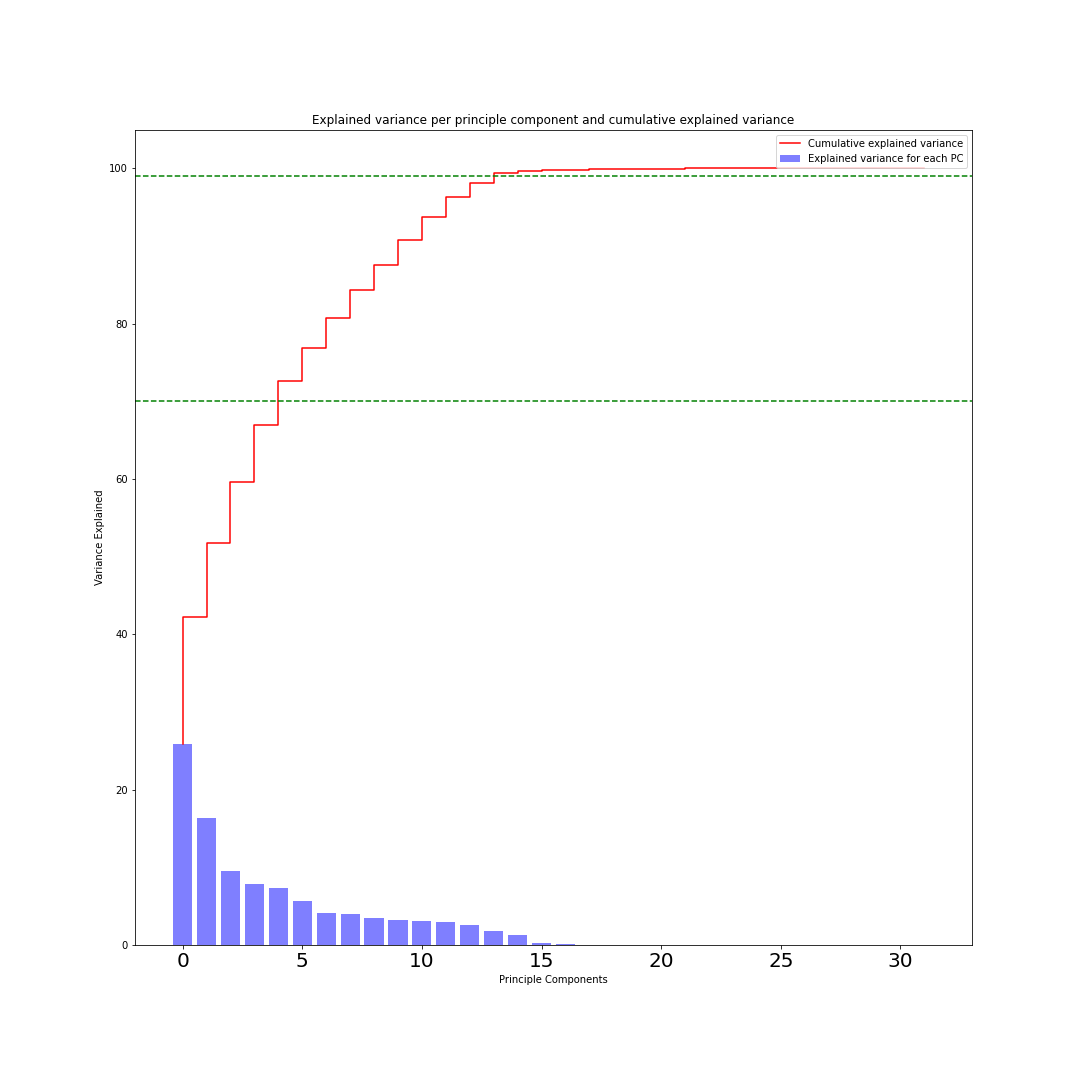 Explained variance per principle component and cumulative explained variance
Cumulative explained variance
Explained variance for each PC
100
80
60
40
20
0
Variance Explained
0 5 10 15 20 25 30
Principle Components